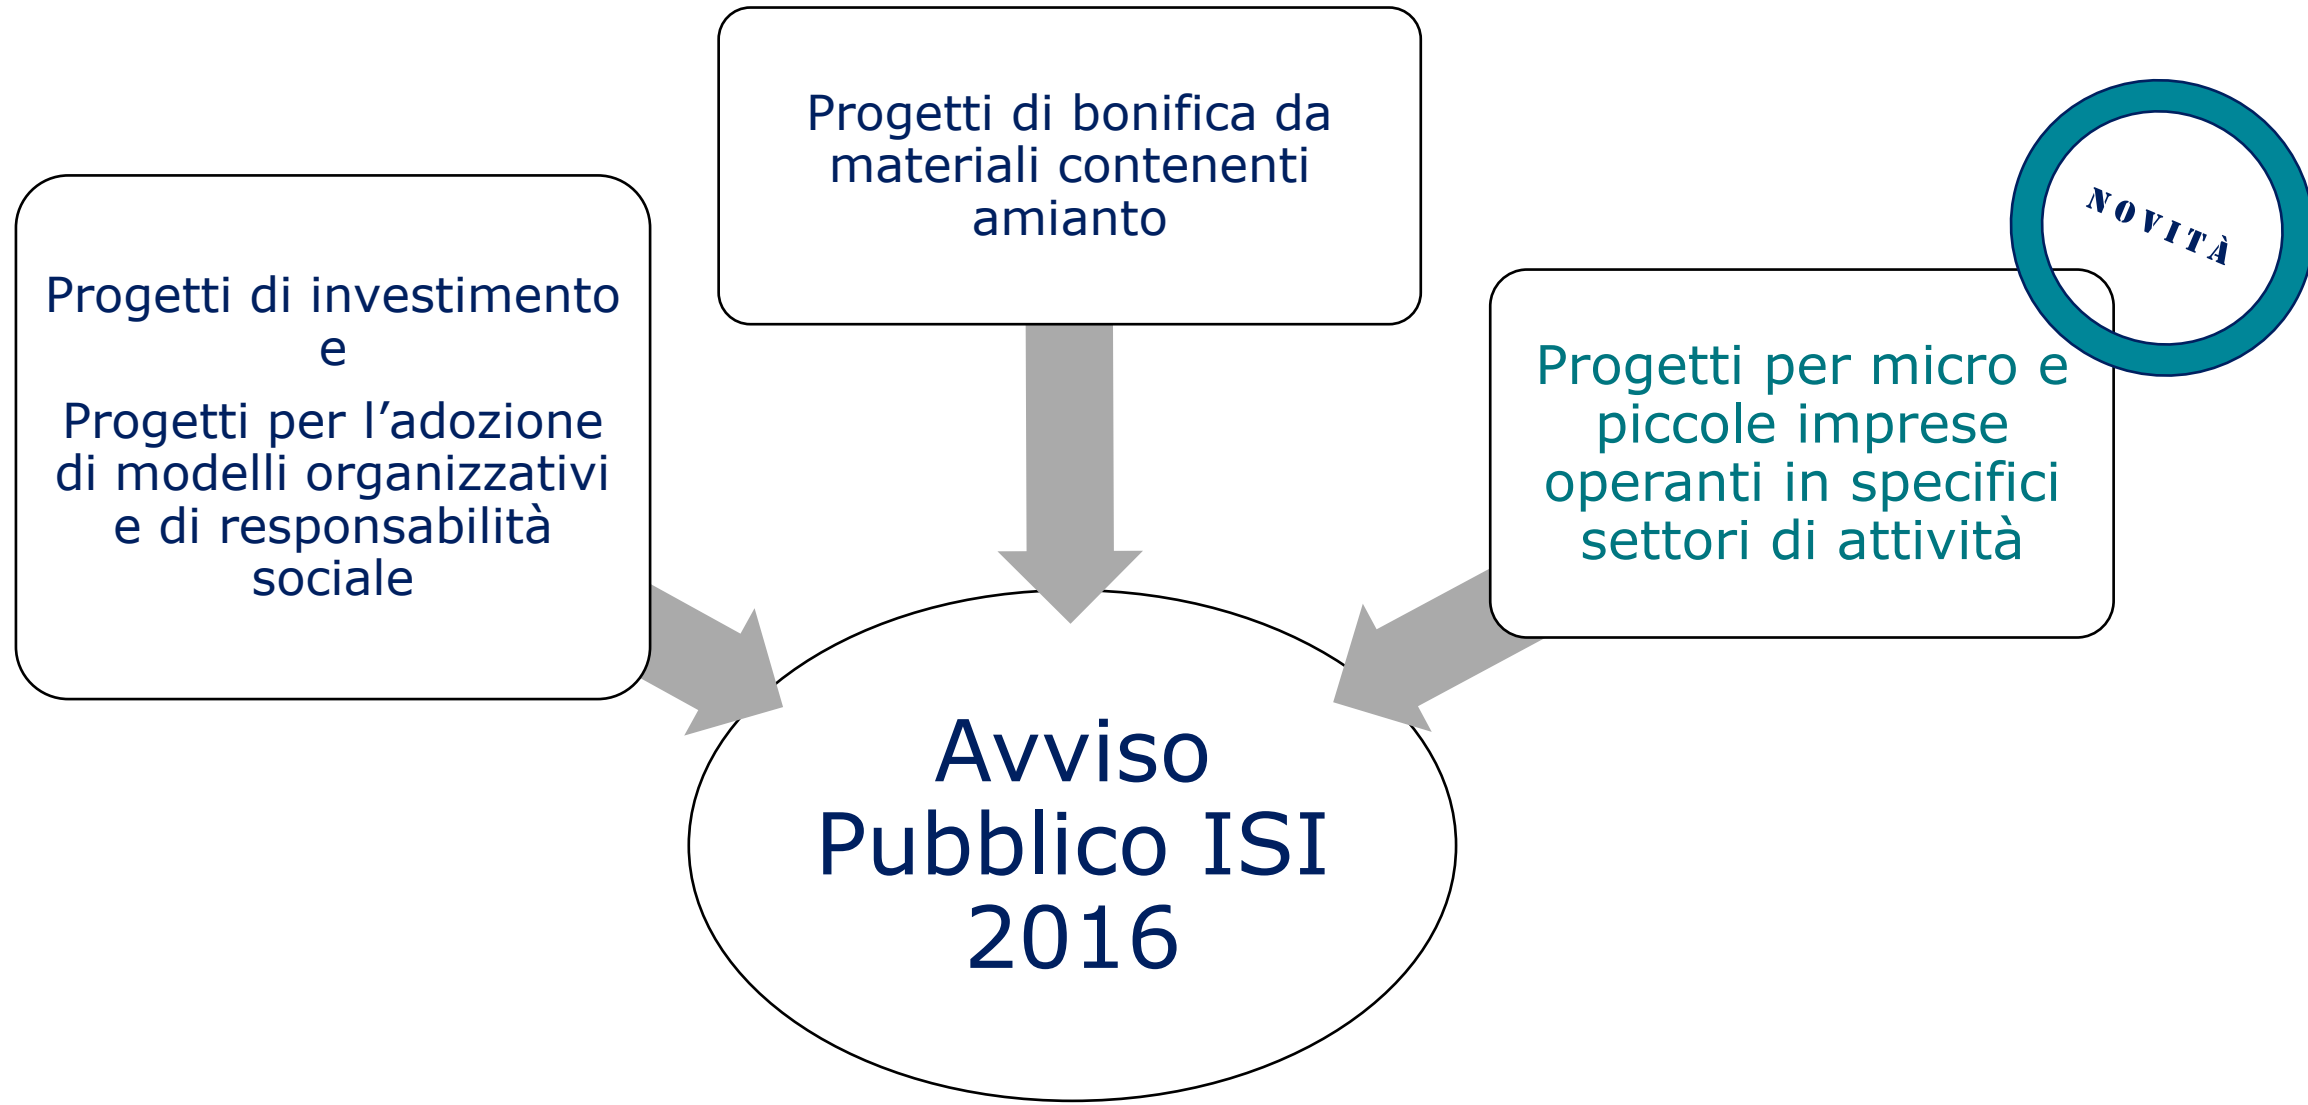 Progetti di investimento
e
Progetti per l’adozione
di modelli organizzativi
e di responsabilità
sociale
Progetti di bonifica da
materiali contenenti
amianto
NOVITÀ
Progetti per micro e
piccole imprese
operanti in specifici
settori di attività
Avviso
Pubblico ISI
2016